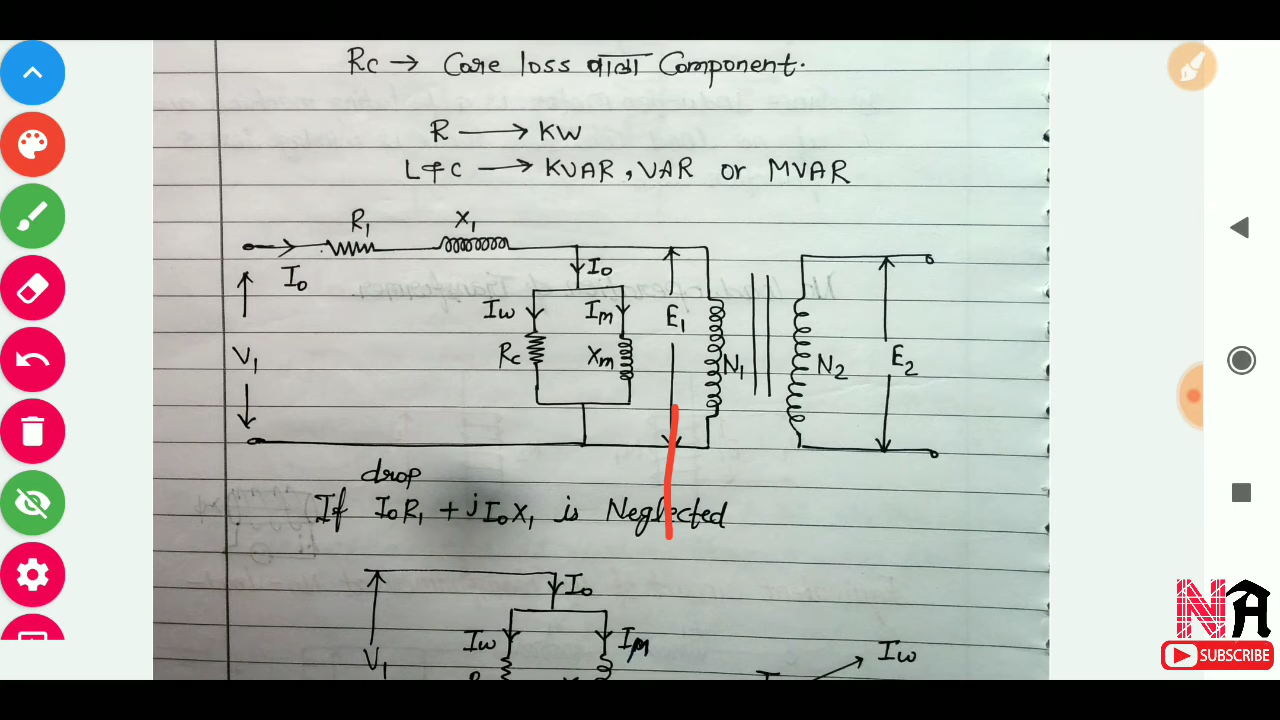 Rc → Core loss वाला Component.
R → KW
L & C → KVAR, VAR or MVAR
R₁ X₁
I₀
I₀
Iw Im
Rc Xm
V₁
E₁
N₁ N₂
E₂
drop
If I₀R₁ + jI₀X₁ is Neglected
I₀
Iw Im
V₁
Iw
NA
SUBSCRIBE